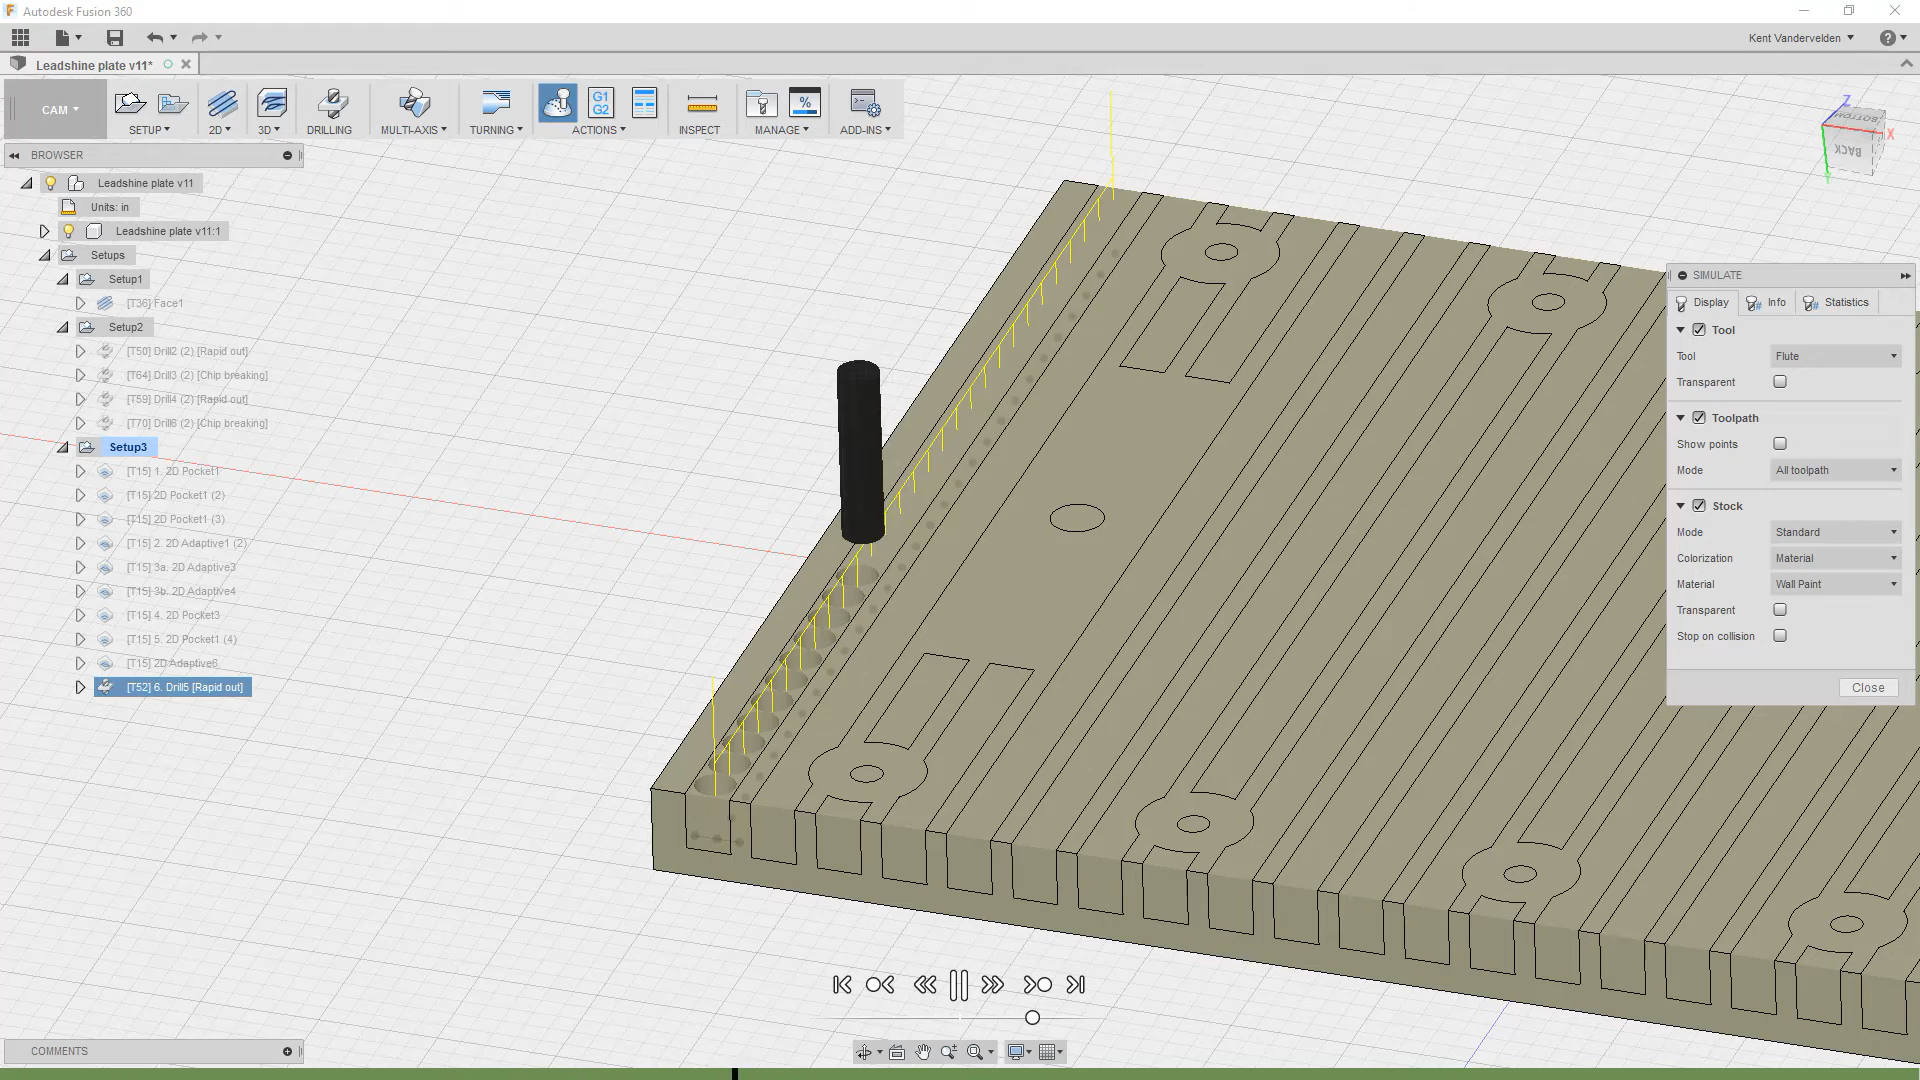 Autodesk Fusion 360
Kent Vandervelden
Leadshine plate v11*
CAM
SETUP
2D
3D
DRILLING
MULTI-AXIS
TURNING
G1
G2
ACTIONS
INSPECT
%
MANAGE
ADD-INS
BROWSER
Leadshine plate v11
Units: in
Leadshine plate v11:1
Setups
Setup1
[T36] Face1
Setup2
[T50] Drill2 (2) [Rapid out]
[T64] Drill3 (2) [Chip breaking]
[T59] Drill4 (2) [Rapid out]
[T70] Drill6 (2) [Chip breaking]
Setup3
[T15] 1. 2D Pocket1
[T15] 2D Pocket1 (2)
[T15] 2D Pocket1 (3)
[T15] 2. 2D Adaptive1 (2)
[T15] 3a. 2D Adaptive3
[T15] 3b. 2D Adaptive4
[T15] 4. 2D Pocket3
[T15] 5. 2D Pocket1 (4)
[T15] 2D Adaptive6
[T52] 6. Drill5 [Rapid out]
Z
X
BOTTOM
BACK
SIMULATE
Display
Info
Statistics
Tool
Tool Flute
Transparent
Toolpath
Show points
Mode All toolpath
Stock
Mode Standard
Colorization Material
Material Wall Paint
Transparent
Stop on collision
Close
COMMENTS